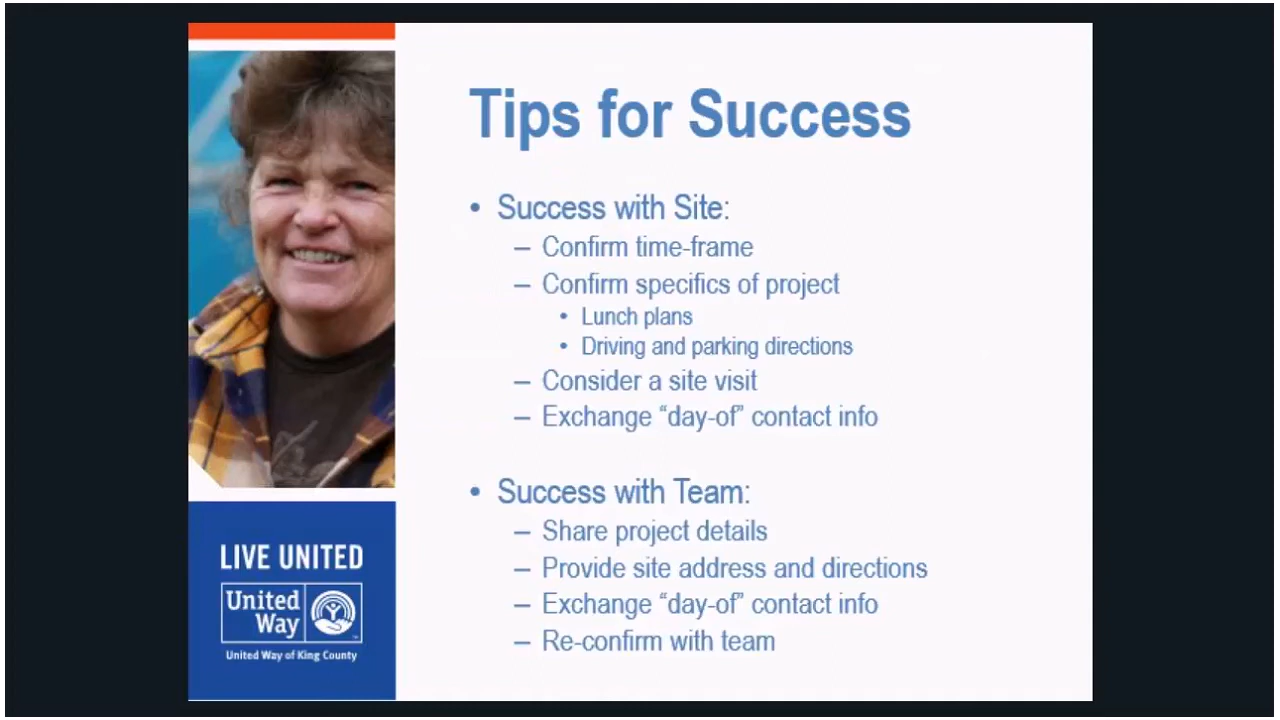 Tips for Success
• Success with Site:
– Confirm time-frame
– Confirm specifics of project
• Lunch plans
• Driving and parking directions
– Consider a site visit
– Exchange “day-of” contact info
• Success with Team:
– Share project details
– Provide site address and directions
– Exchange “day-of” contact info
– Re-confirm with team
LIVE UNITED
United
Way
United Way of King County